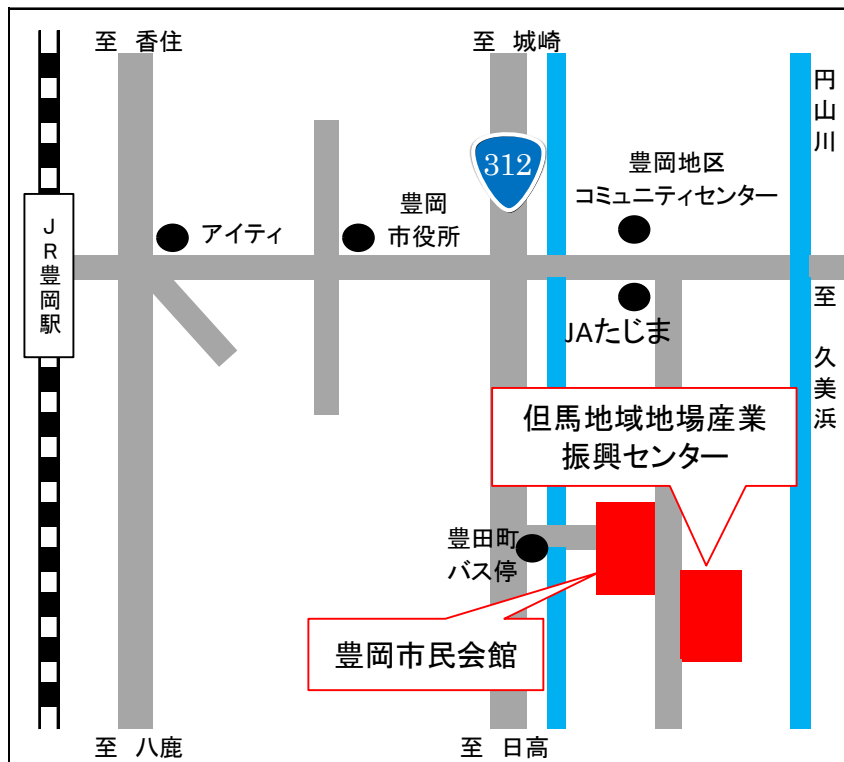 至 香住
至 城崎
円山川
312
豊岡地区
コミュニティセンター
豊岡
市役所
アイティ
JR豊岡駅
至 久美浜
JAたじま
但馬地域地場産業
振興センター
豊田町
バス停
豊岡市民会館
至 八鹿
至 日高